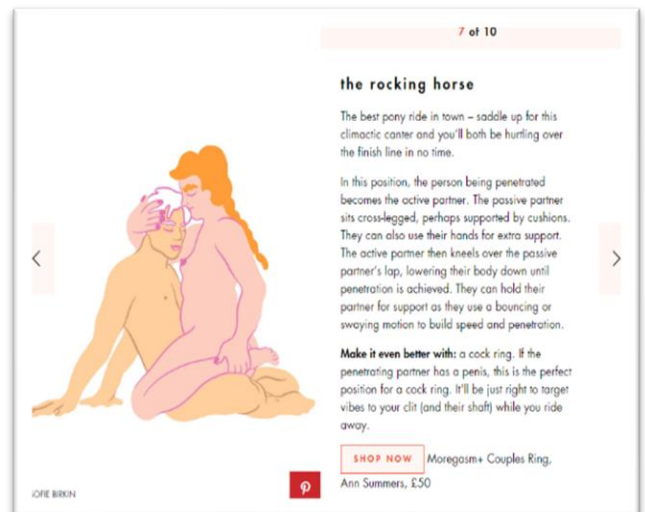 7 of 10
the rocking horse
The best pony ride in town – saddle up for this
climactic canter and you'll both be hurtling over
the finish line in no time.
In this position, the person being penetrated
becomes the active partner. The passive partner
sits cross-legged, perhaps supported by cushions.
They can also use their hands for extra support.
The active partner then kneels over the passive
partner's lap, lowering their body down until
penetration is achieved. They can hold their
partner for support as they use a bouncing or
swaying motion to build speed and penetration.
Make it even better with: a cock ring. If the
penetrating partner has a penis, this is the perfect
position for a cock ring. It'll be just right to target
vibes to your clit (and their shaft) while you ride
away.
SHOP NOW Moregasm+ Couples Ring,
Ann Summers, £50
OFIE BIRKIN